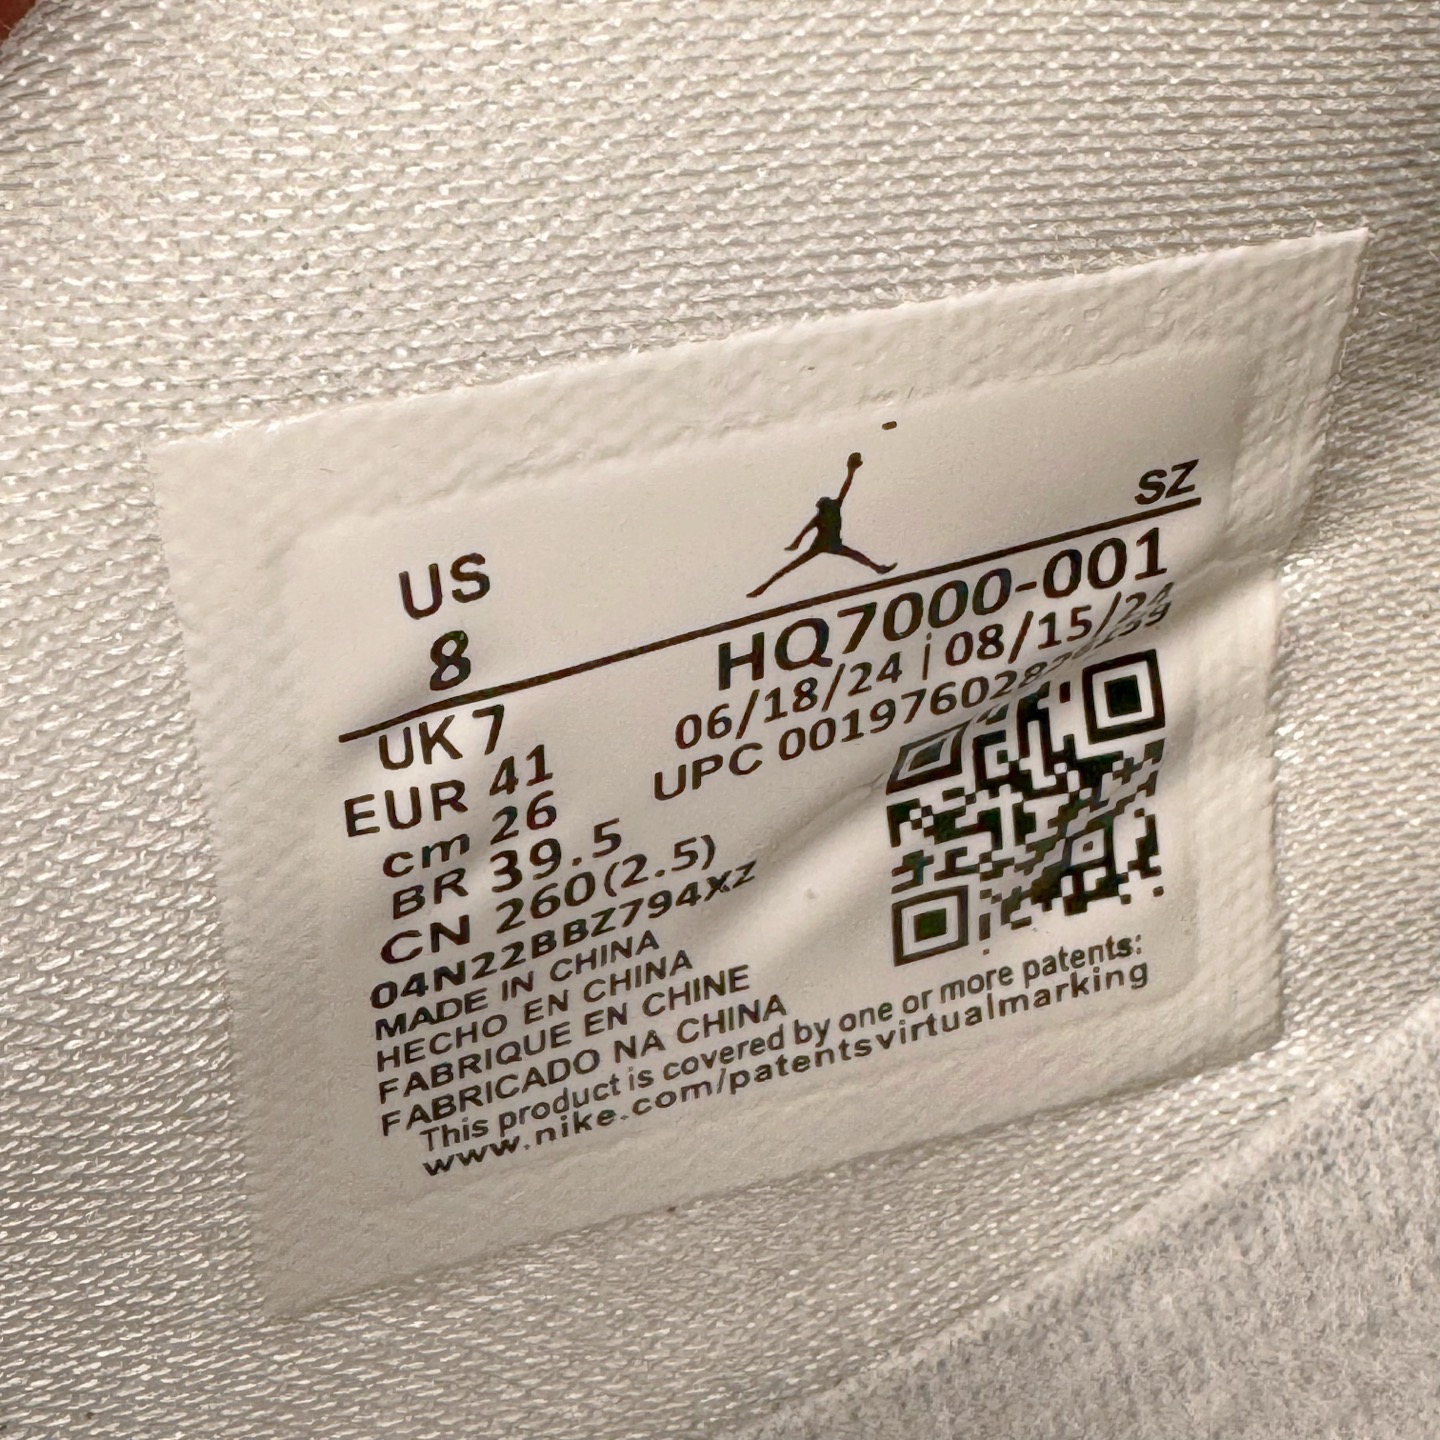 US
SZ
8
HQ7000-001
UK 7
06/18/24 | 08/15/24
EUR 41
UPC
cm 26
BR 39.5
CN 260(2.5)
04N22BBZ794XZ
MADE IN CHINA
HECHO EN CHINA
FABRIQUE EN CHINE
FABRICADO NA CHINA
This product is covered by one or more patents:
www.nike.com/patentsvirtualmarking